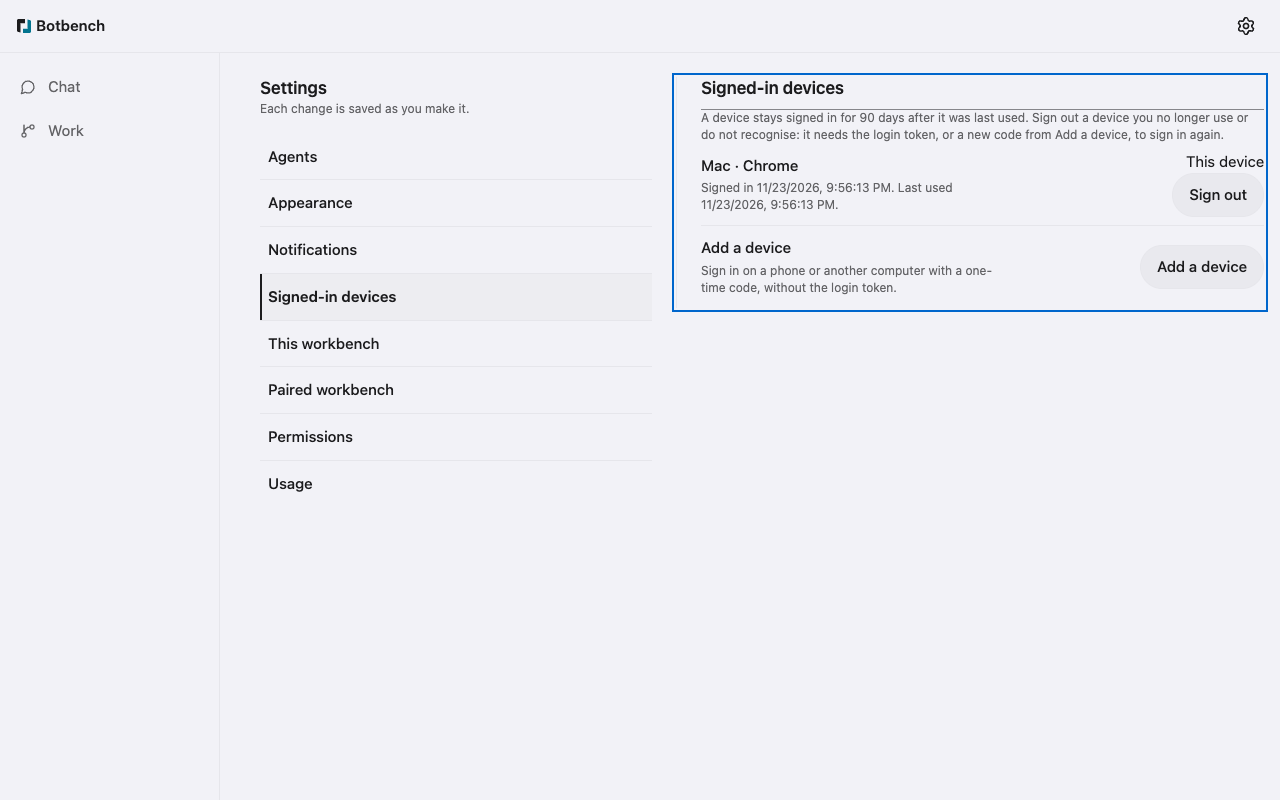 Botbench
Chat
Work
Settings
Each change is saved as you make it.
Agents
Appearance
Notifications
Signed-in devices
This workbench
Paired workbench
Permissions
Usage
Signed-in devices
A device stays signed in for 90 days after it was last used. Sign out a device you no longer use or
do not recognise: it needs the login token, or a new code from Add a device, to sign in again.
Mac · Chrome
This device
Signed in 11/23/2026, 9:56:13 PM. Last used
11/23/2026, 9:56:13 PM.
Sign out
Add a device
Sign in on a phone or another computer with a one-
time code, without the login token.
Add a device